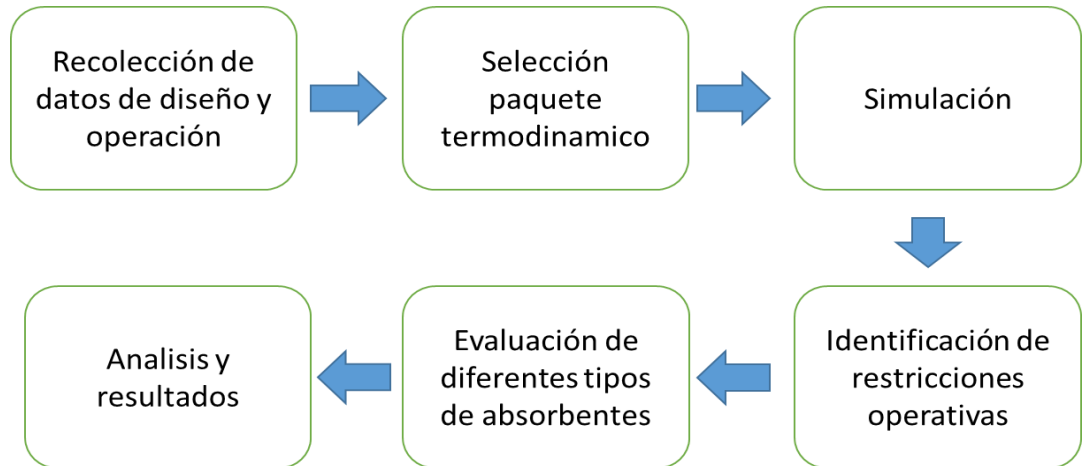 Recolección de
datos de diseño y
operación
Selección
paquete
termodinamico
Simulación
Identificación de
restricciones
operativas
Evaluación de
diferentes tipos
de absorbentes
Analisis y
resultados